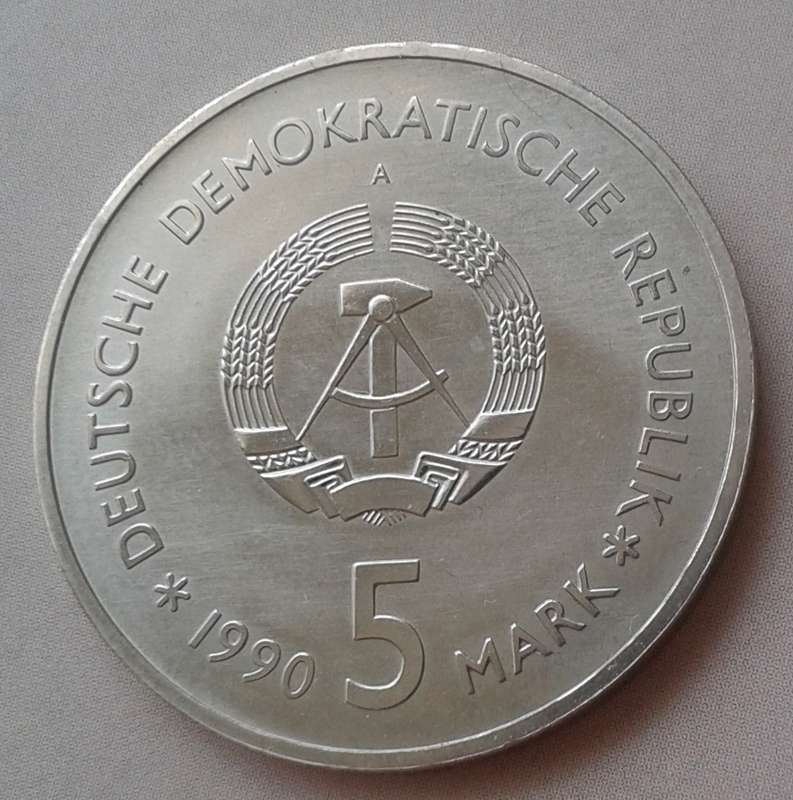 DEUTSCHE DEMOKRATISCHE REPUBLIK
A
* 1990 5 MARK *